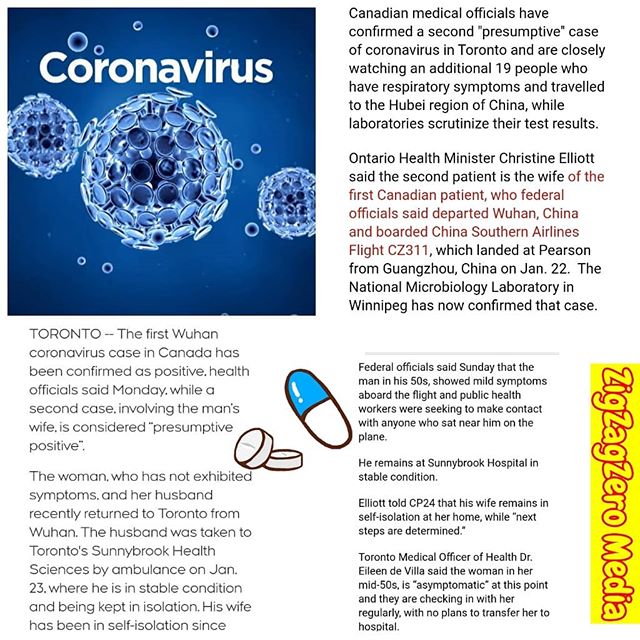 Coronavirus
Canadian medical officials have
confirmed a second "presumptive" case
of coronavirus in Toronto and are closely
watching an additional 19 people who
have respiratory symptoms and travelled
to the Hubei region of China, while
laboratories scrutinize their test results.
Ontario Health Minister Christine Elliott
said the second patient is the wife of the
first Canadian patient, who federal
officials said departed Wuhan, China
and boarded China Southern Airlines
Flight CZ311, which landed at Pearson
from Guangzhou, China on Jan. 22. The
National Microbiology Laboratory in
Winnipeg has now confirmed that case.
TORONTO -- The first Wuhan
coronavirus case in Canada has
been confirmed as positive, health
officials said Monday, while a
second case, involving the man's
wife, is considered "presumptive
positive".
The woman, who has not exhibited
symptoms, and her husband
recently returned to Toronto from
Wuhan. The husband was taken to
Toronto's Sunnybrook Health
Sciences by ambulance on Jan.
23, where he is in stable condition
and being kept in isolation. His wife
has been in self-isolation since
Federal officials said Sunday that the
man in his 50s, showed mild symptoms
aboard the flight and public health
workers were seeking to make contact
with anyone who sat near him on the
plane.
He remains at Sunnybrook Hospital in
stable condition.
Elliott told CP24 that his wife remains in
self-isolation at her home, while “next
steps are determined.”
Toronto Medical Officer of Health Dr.
Eileen de Villa said the woman in her
mid-50s, is “asymptomatic” at this point
and they are checking in with her
regularly, with no plans to transfer her to
hospital.
ZigZagZero Media